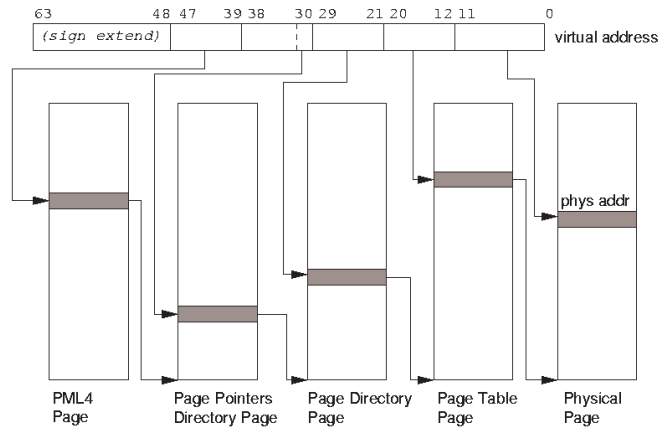 63 48 47 39 38 30 29 21 20 12 11 0
(sign extend) virtual address
phys addr
PML4 Page
Page Pointers Directory Page
Page Directory Page
Page Table Page
Physical Page